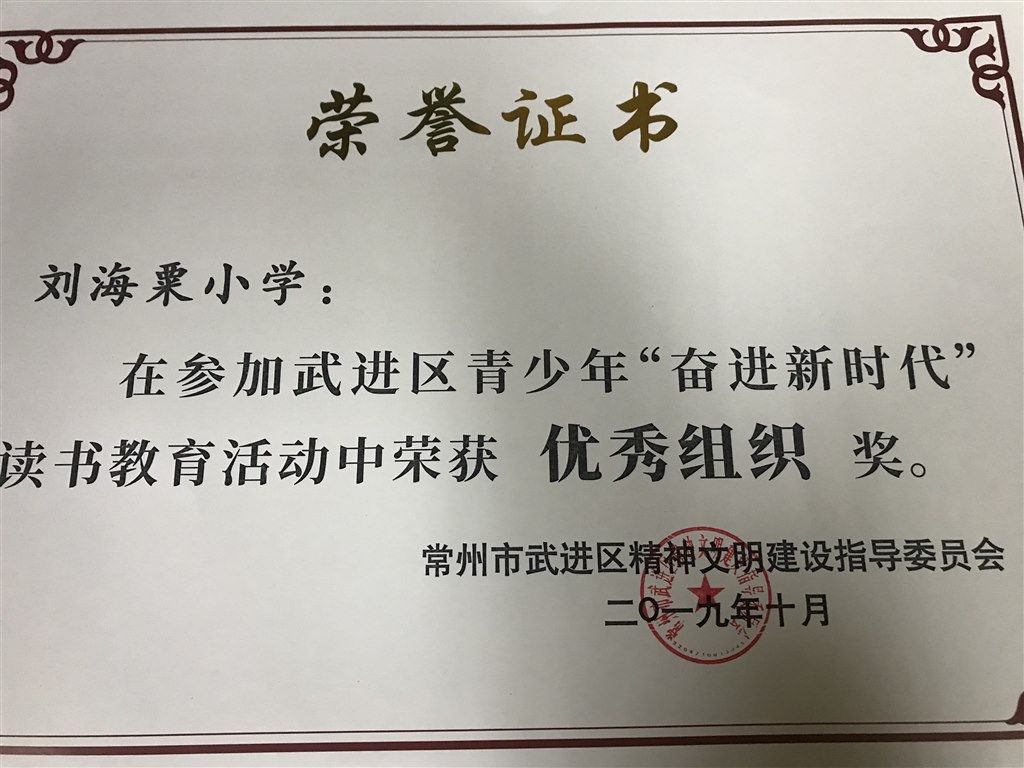 荣誉证书
刘海粟小学：
在参加武进区青少年“奋进新时代”
读书教育活动中荣获 优秀组织 奖。
常州市武进区精神文明建设指导委员会
二〇一九年十月